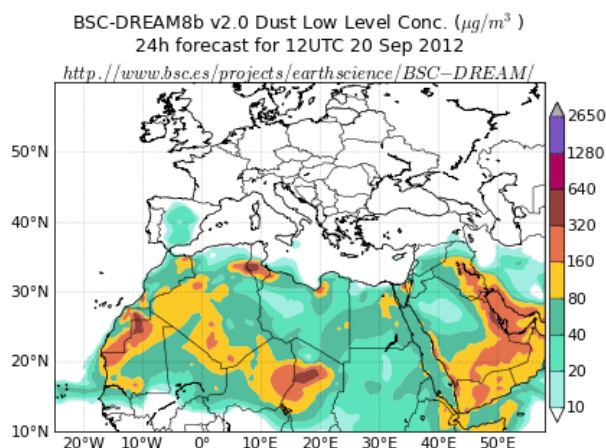 BSC-DREAM8b v2.0 Dust Low Level Conc. (μg/m³ )
24h forecast for 12UTC 20 Sep 2012
http.//www.bsc.es/projects/earthscience/BSC−DREAM/
2650
1280
640
320
160
80
40
20
10
50°N
40°N
30°N
20°N
10°N
20°W 10°W 0° 10°E 20°E 30°E 40°E 50°E